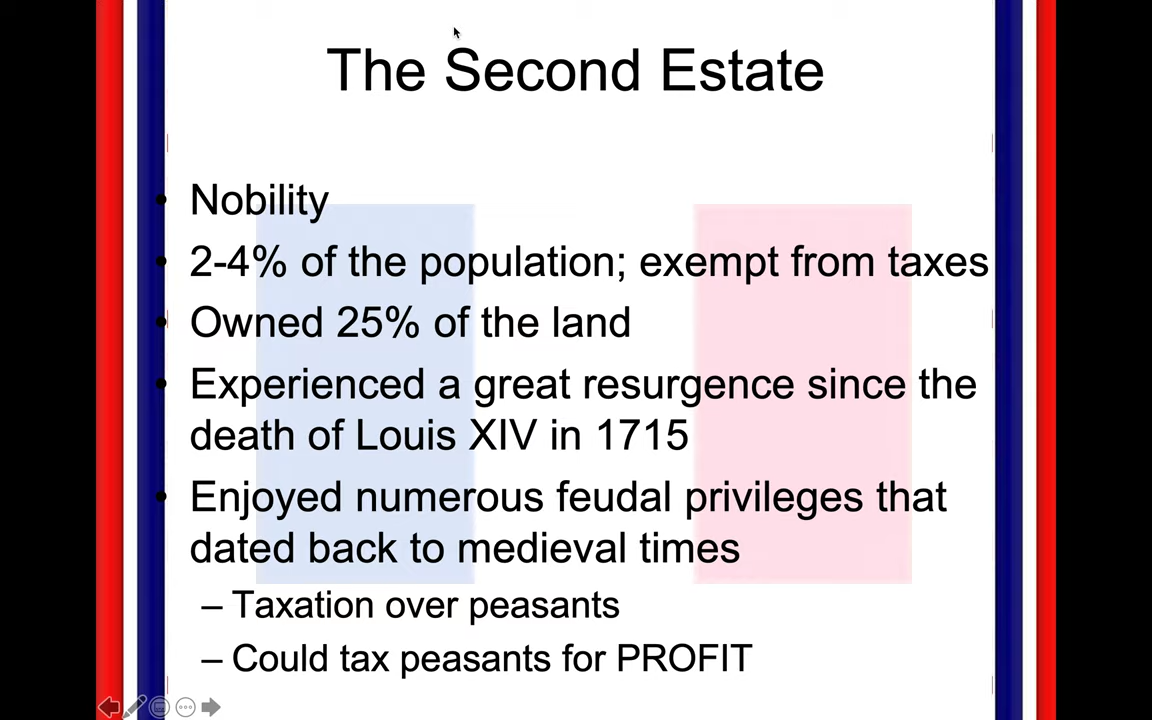 The Second Estate
• Nobility
• 2-4% of the population; exempt from taxes
• Owned 25% of the land
• Experienced a great resurgence since the
death of Louis XIV in 1715
• Enjoyed numerous feudal privileges that
dated back to medieval times
– Taxation over peasants
– Could tax peasants for PROFIT